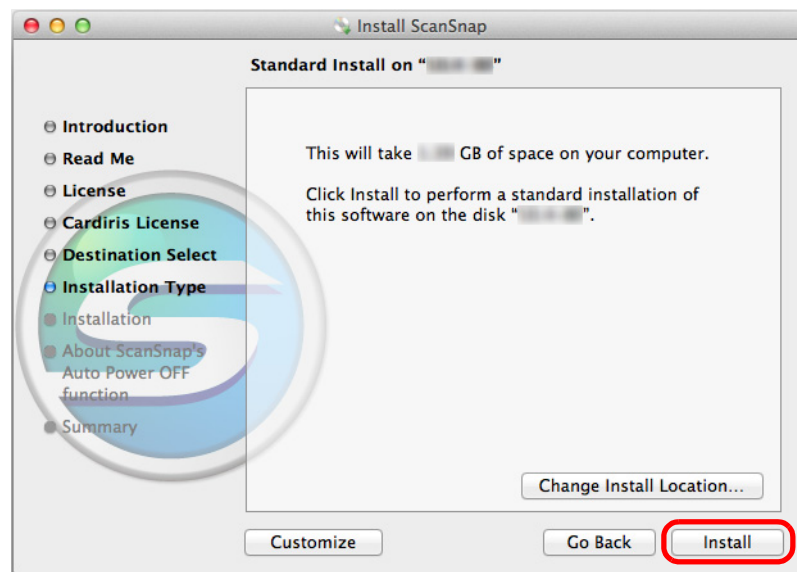 Install ScanSnap
Standard Install on “ ”
Introduction
Read Me
License
Cardiris License
Destination Select
Installation Type
Installation
About ScanSnap's
Auto Power OFF
function
Summary
This will take GB of space on your computer.
Click Install to perform a standard installation of
this software on the disk “ ”.
Change Install Location...
Customize
Go Back
Install